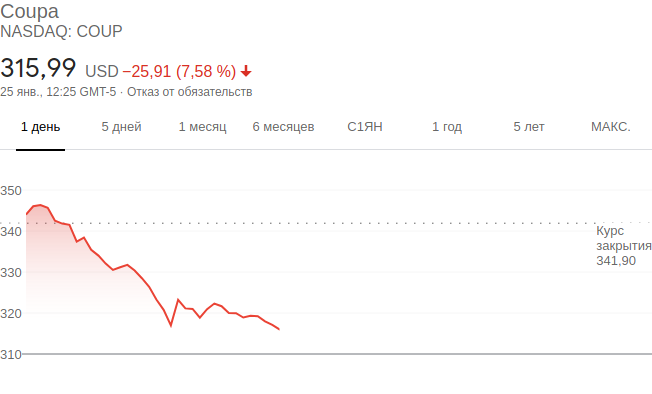 Coupa
NASDAQ: COUP
315,99 USD −25,91 (7,58 %)
25 янв., 12:25 GMT-5 · Отказ от обязательств
1 день 5 дней 1 месяц 6 месяцев С1ЯН 1 год 5 лет МАКС.
350
340
330
320
310
Курс
закрытия
341,90